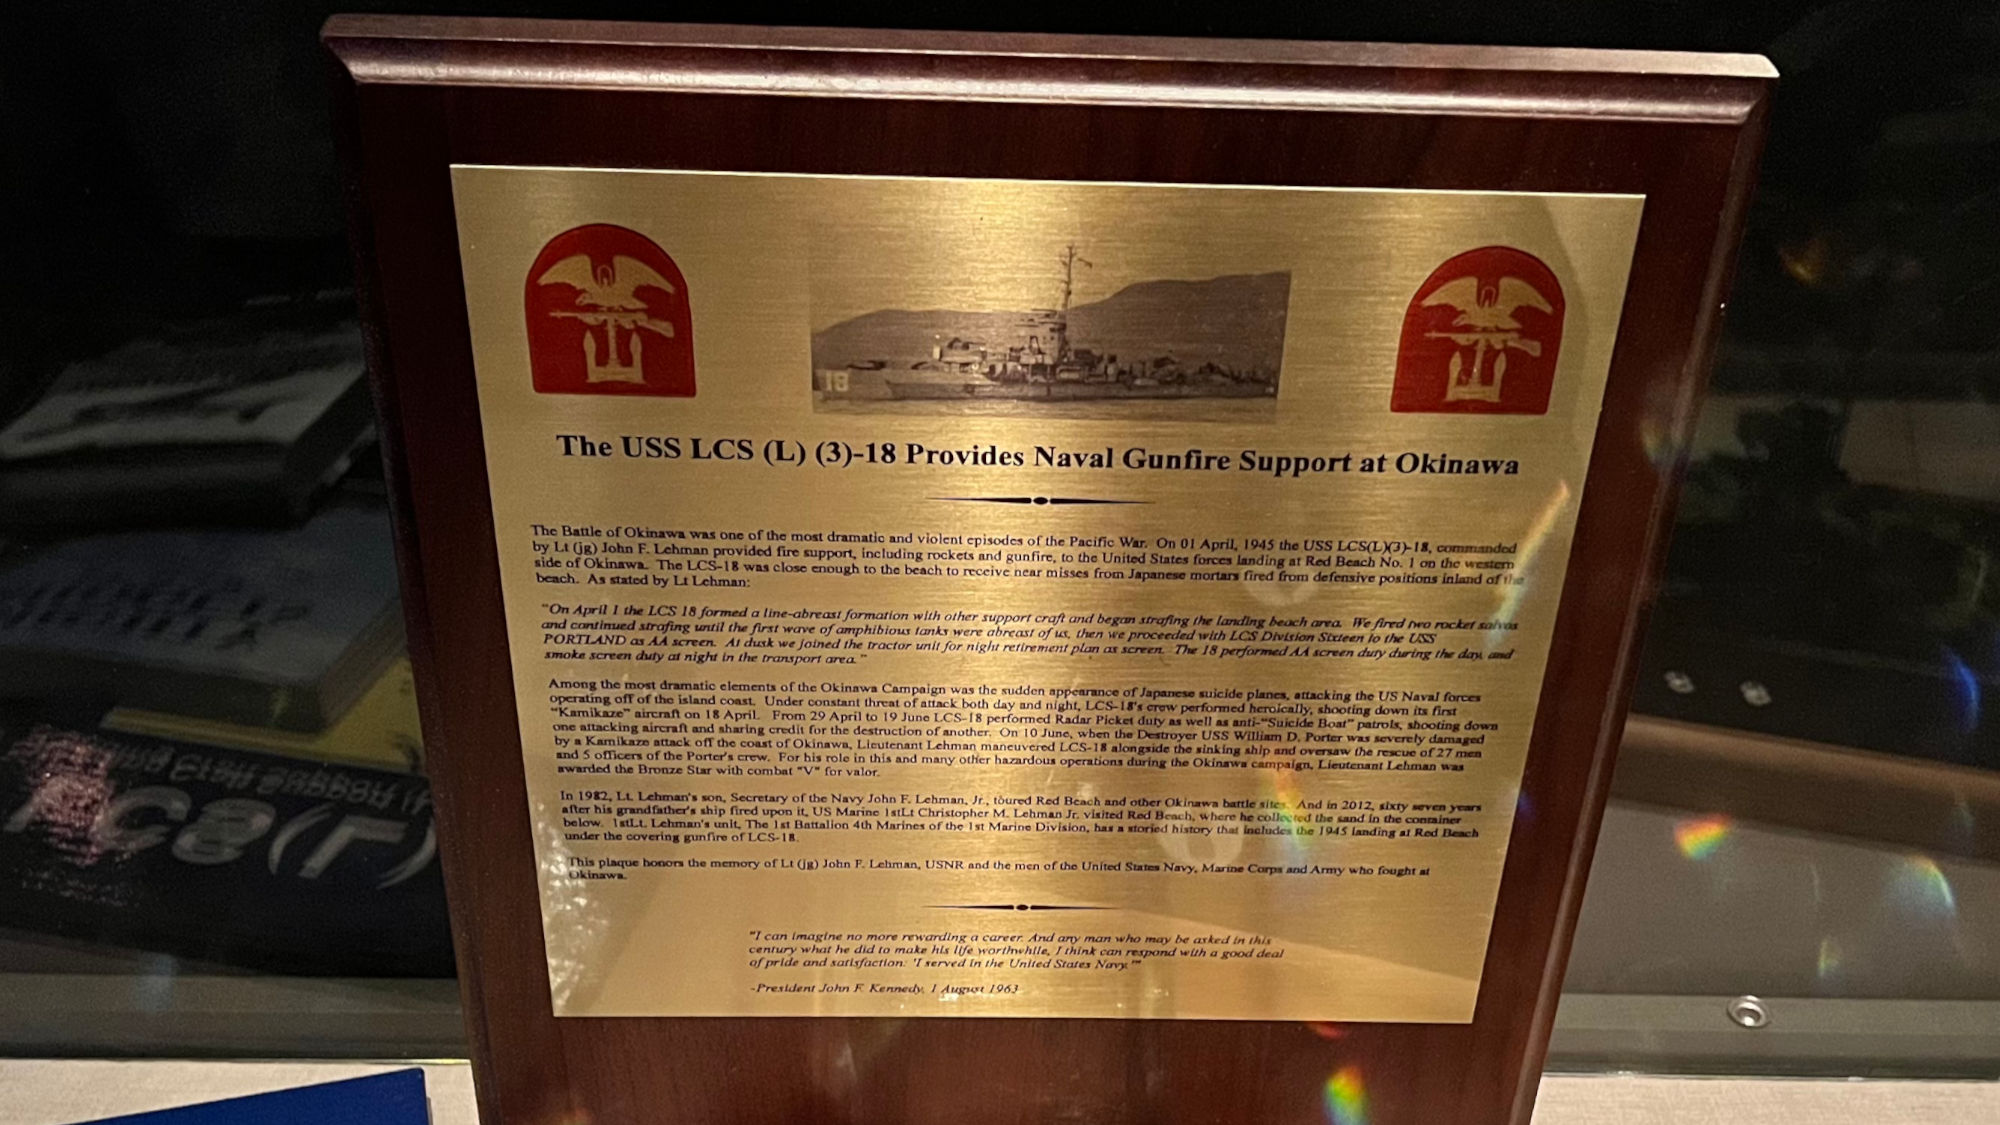 18
The USS LCS (L) (3)-18 Provides Naval Gunfire Support at Okinawa
The Battle of Okinawa was one of the most dramatic and violent episodes of the Pacific War. On 01 April, 1945 the USS LCS(L)(3)-18, commanded
by Lt (jg) John F. Lehman provided fire support, including rockets and gunfire, to the United States forces landing at Red Beach No. 1 on the western
side of Okinawa. The LCS-18 was close enough to the beach to receive near misses from Japanese mortars fired from defensive positions inland of the
beach. As stated by Lt Lehman:
"On April 1 the LCS 18 formed a line-abreast formation with other support craft and began strafing the landing beach area. We fired two rocket salvos
and continued strafing until the first wave of amphibious tanks were abreast of us, then we proceeded with LCS Division Sixteen to the USS
PORTLAND as AA screen. At dusk we joined the tractor unit for night retirement plan as screen. The 18 performed AA screen duty during the day, and
smoke screen duty at night in the transport area."
Among the most dramatic elements of the Okinawa Campaign was the sudden appearance of Japanese suicide planes, attacking the US Naval forces
operating off of the island coast. Under constant threat of attack both day and night, LCS-18's crew performed heroically, shooting down its first
"Kamikaze" aircraft on 18 April. From 29 April to 19 June LCS-18 performed Radar Picket duty as well as anti-"Suicide Boat" patrols, shooting down
one attacking aircraft and sharing credit for the destruction of another. On 10 June, when the Destroyer USS William D. Porter was severely damaged
by a Kamikaze attack off the coast of Okinawa, Lieutenant Lehman maneuvered LCS-18 alongside the sinking ship and oversaw the rescue of 27 men
and 5 officers of the Porter's crew. For his role in this and many other hazardous operations during the Okinawa campaign, Lieutenant Lehman was
awarded the Bronze Star with combat "V" for valor.
In 1982, Lt. Lehman's son, Secretary of the Navy John F. Lehman, Jr., toured Red Beach and other Okinawa battle sites. And in 2012, sixty seven years
after his grandfather's ship fired upon it, US Marine 1stLt Christopher M. Lehman Jr. visited Red Beach, where he collected the sand in the container
below. 1stLt. Lehman's unit, The 1st Battalion 4th Marines of the 1st Marine Division, has a storied history that includes the 1945 landing at Red Beach
under the covering gunfire of LCS-18.
This plaque honors the memory of Lt (jg) John F. Lehman, USNR and the men of the United States Navy, Marine Corps and Army who fought at
Okinawa.
"I can imagine no more rewarding a career. And any man who may be asked in this
century what he did to make his life worthwhile, I think can respond with a good deal
of pride and satisfaction: 'I served in the United States Navy.'"
-President John F. Kennedy, 1 August 1963